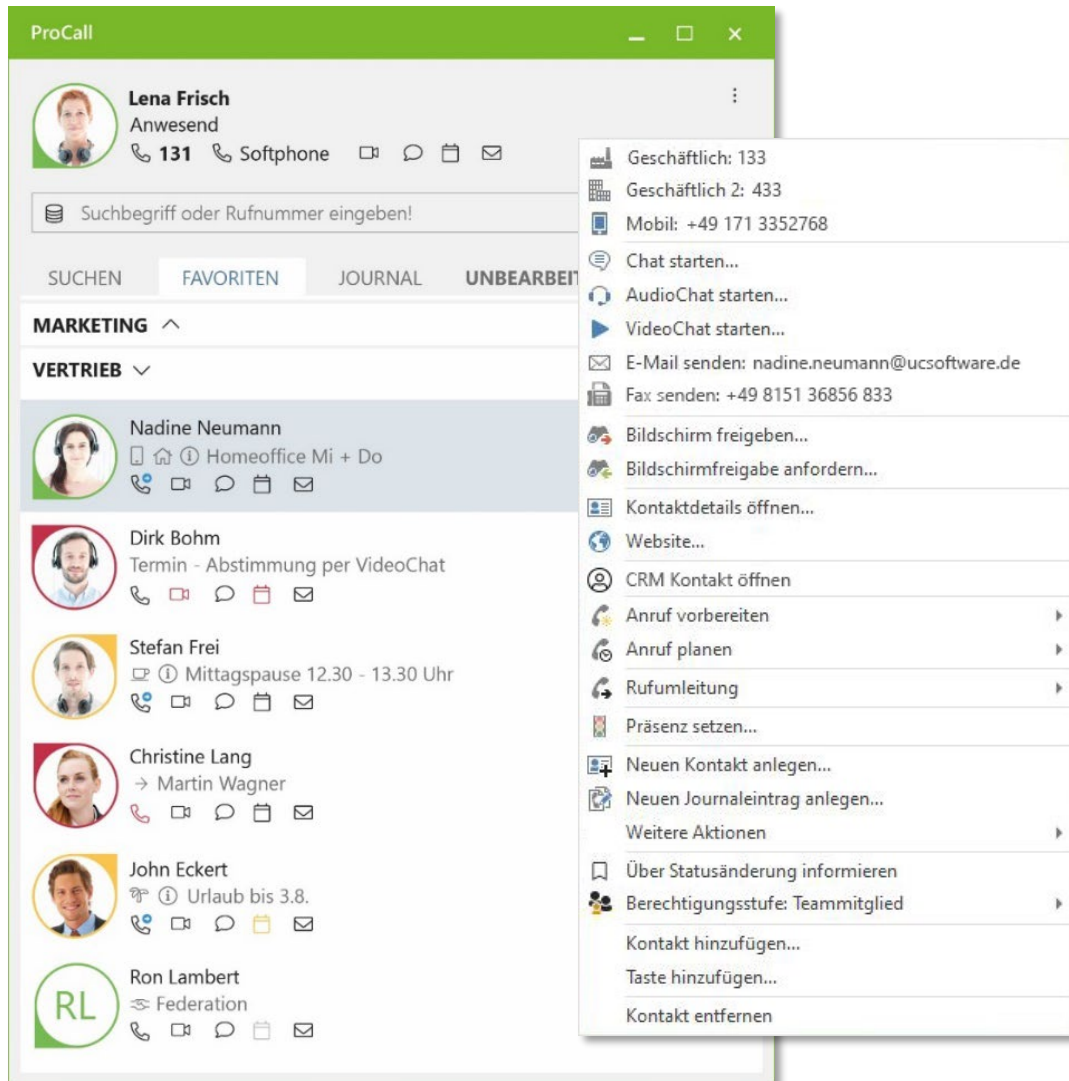 ProCall
Lena Frisch
Anwesend
131 Softphone
Suchbegriff oder Rufnummer eingeben!
SUCHEN FAVORITEN JOURNAL UNBEARBEIT
MARKETING
VERTRIEB
Nadine Neumann
Homeoffice Mi + Do
Dirk Bohm
Termin - Abstimmung per VideoChat
Stefan Frei
Mittagspause 12.30 - 13.30 Uhr
Christine Lang
→ Martin Wagner
John Eckert
Urlaub bis 3.8.
RL
Ron Lambert
Federation
Geschäftlich: 133
Geschäftlich 2: 433
Mobil: +49 171 3352768
Chat starten...
AudioChat starten...
VideoChat starten...
E-Mail senden: nadine.neumann@ucsoftware.de
Fax senden: +49 8151 36856 833
Bildschirm freigeben...
Bildschirmfreigabe anfordern...
Kontaktdetails öffnen...
Website...
CRM Kontakt öffnen
Anruf vorbereiten
Anruf planen
Rufumleitung
Präsenz setzen...
Neuen Kontakt anlegen...
Neuen Journaleintrag anlegen...
Weitere Aktionen
Über Statusänderung informieren
Berechtigungsstufe: Teammitglied
Kontakt hinzufügen...
Taste hinzufügen...
Kontakt entfernen